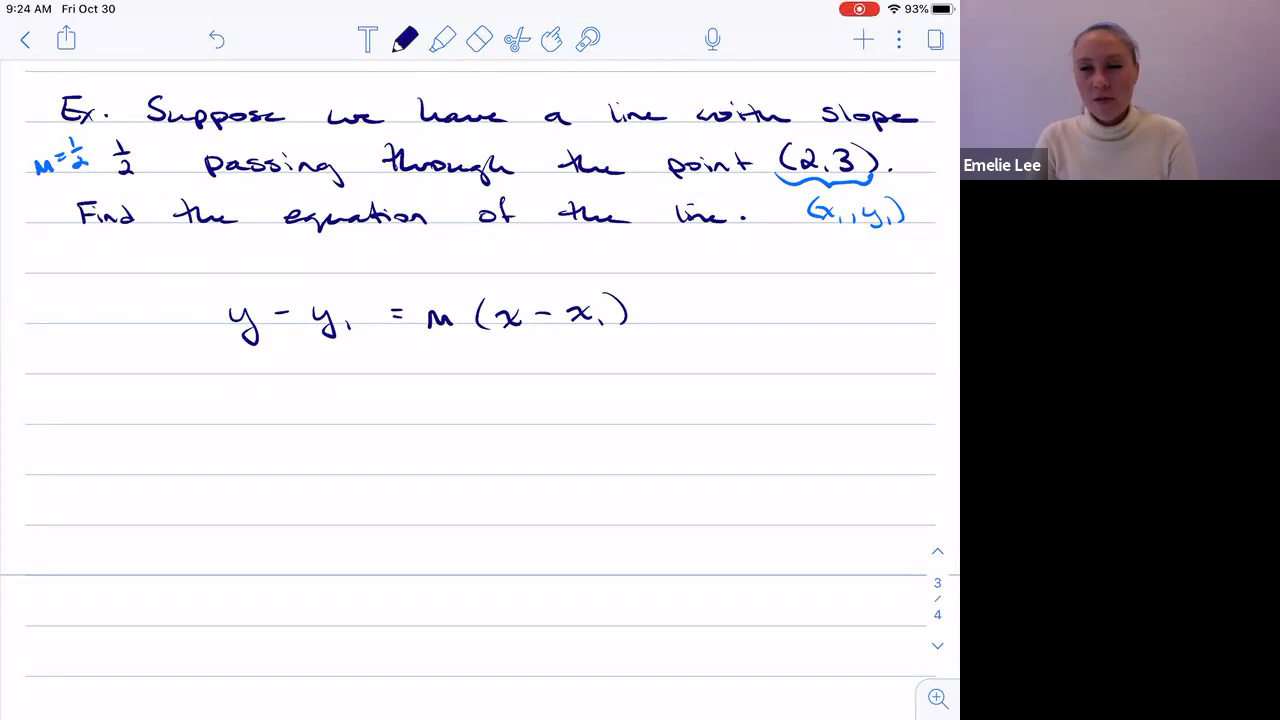 9:24 AM Fri Oct 30
93%
Ex. Suppose we have a line with slope
m=1/2 1/2 passing through the point (2,3).
Find the equation of the line. (x₁, y₁)
y - y₁ = m (x - x₁)
Emelie Lee
3
/
4